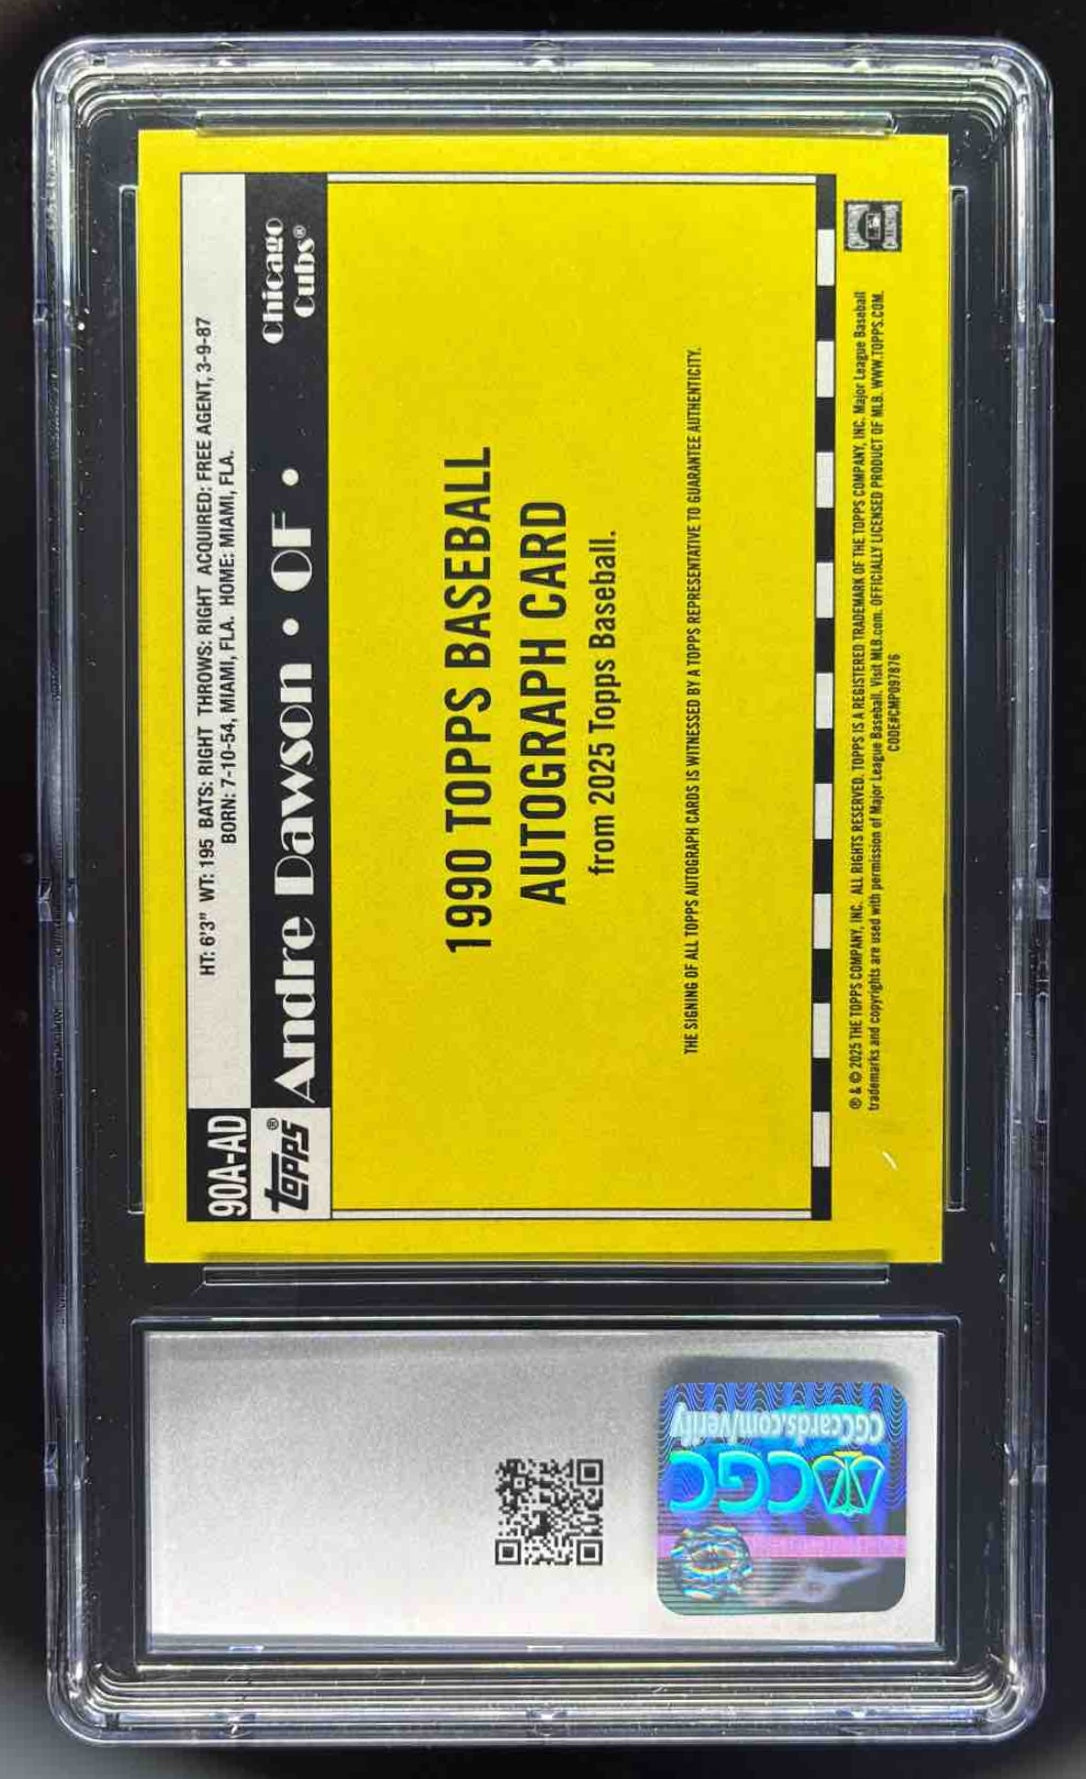 90A-AD
HT: 6'3" WT: 195 BATS: RIGHT THROWS: RIGHT ACQUIRED: FREE AGENT, 3-9-87
BORN: 7-10-54, MIAMI, FLA. HOME: MIAMI, FLA.
TOPPS®
Andre Dawson • OF •
Chicago
Cubs®
1990 TOPPS BASEBALL
AUTOGRAPH CARD
from 2025 Topps Baseball.
THE SIGNING OF ALL TOPPS AUTOGRAPH CARDS IS WITNESSED BY A TOPPS REPRESENTATIVE TO GUARANTEE AUTHENTICITY.
® & © 2025 THE TOPPS COMPANY, INC. ALL RIGHTS RESERVED. TOPPS IS A REGISTERED TRADEMARK OF THE TOPPS COMPANY, INC. Major League Baseball
trademarks and copyrights are used with permission of Major League Baseball. Visit MLB.com. OFFICIALLY LICENSED PRODUCT OF MLB. WWW.TOPPS.COM.
CODE#CMP097876
CGC
CGCcards.com/verify